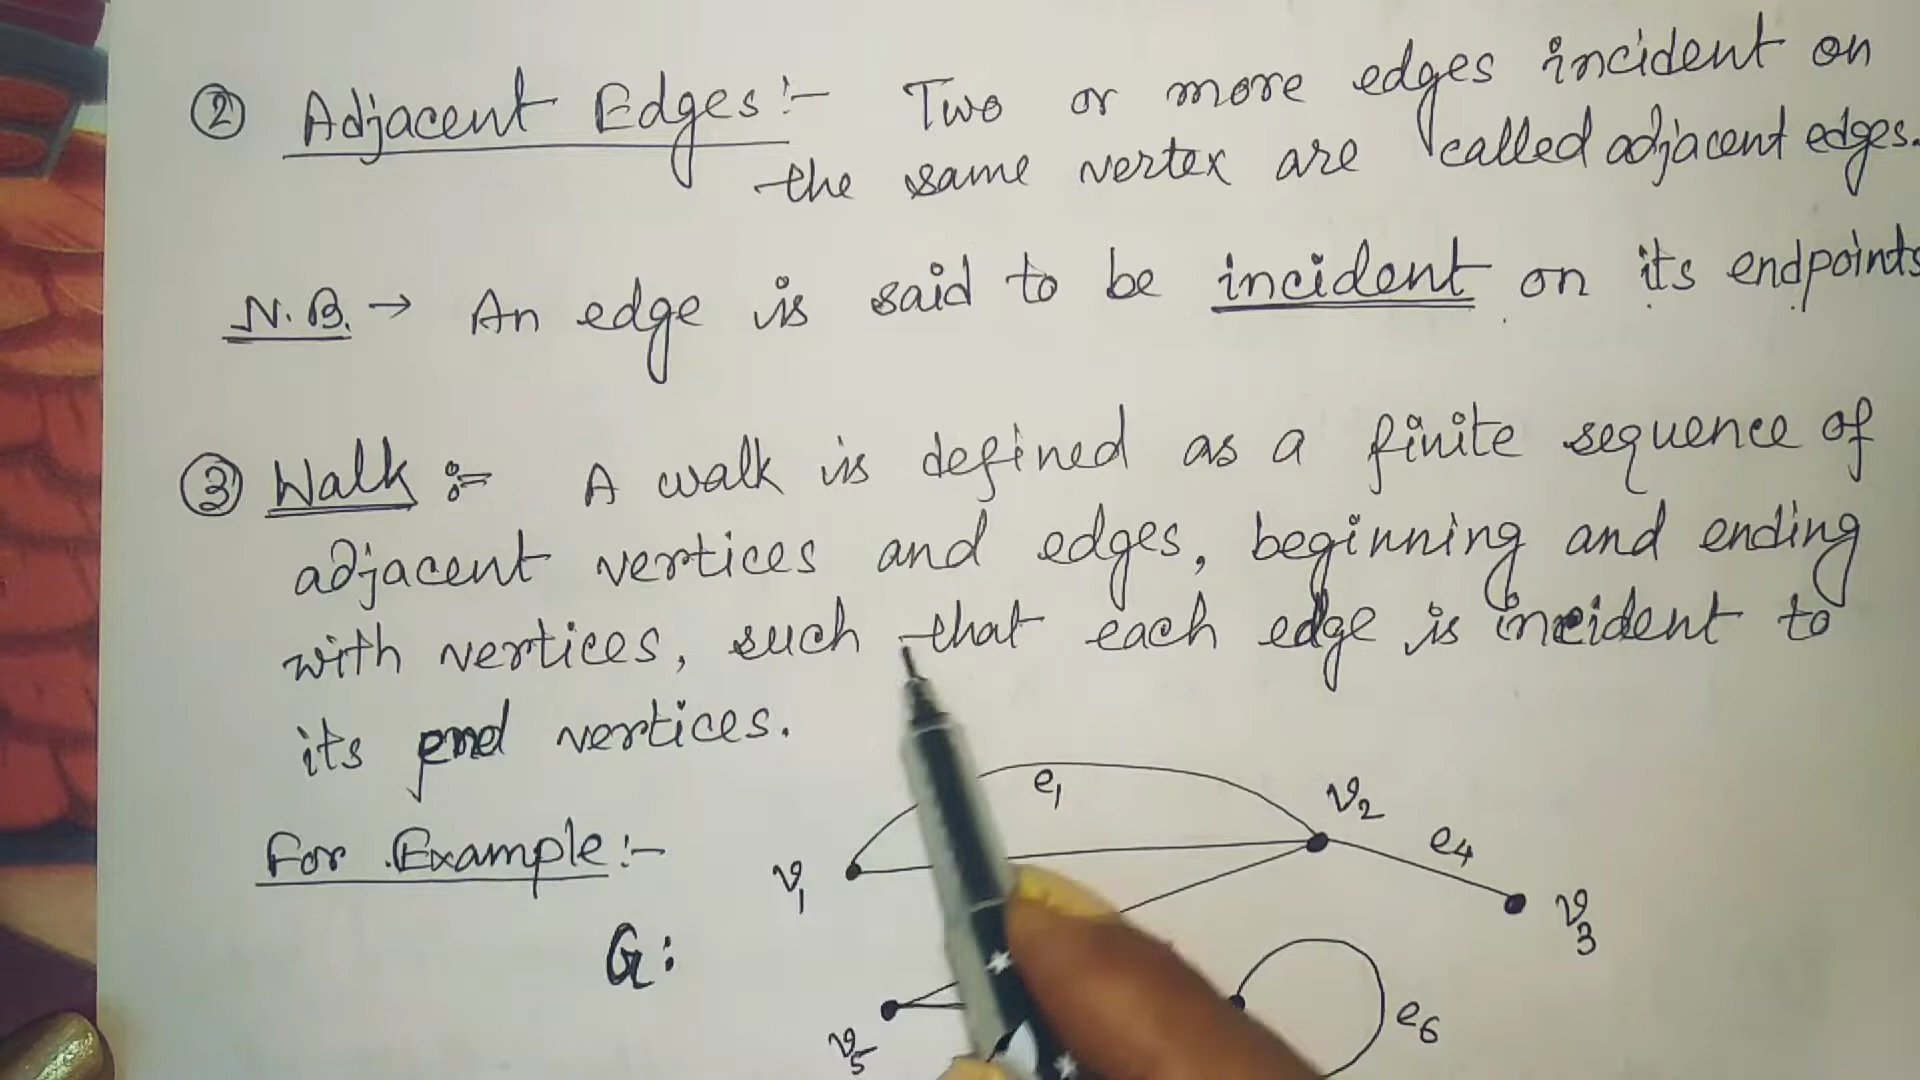 ② Adjacent Edges :- Two or more edges incident on
the same vertex are called adjacent edges.
N.B. → An edge is said to be incident on its endpoints
③ Walk :- A walk is defined as a finite sequence of
adjacent vertices and edges, beginning and ending
with vertices, such that each edge is incident to
its end vertices.
For Example :-
G:
e₁
v₂
e₄
v₁
v₃
v₅
e₆